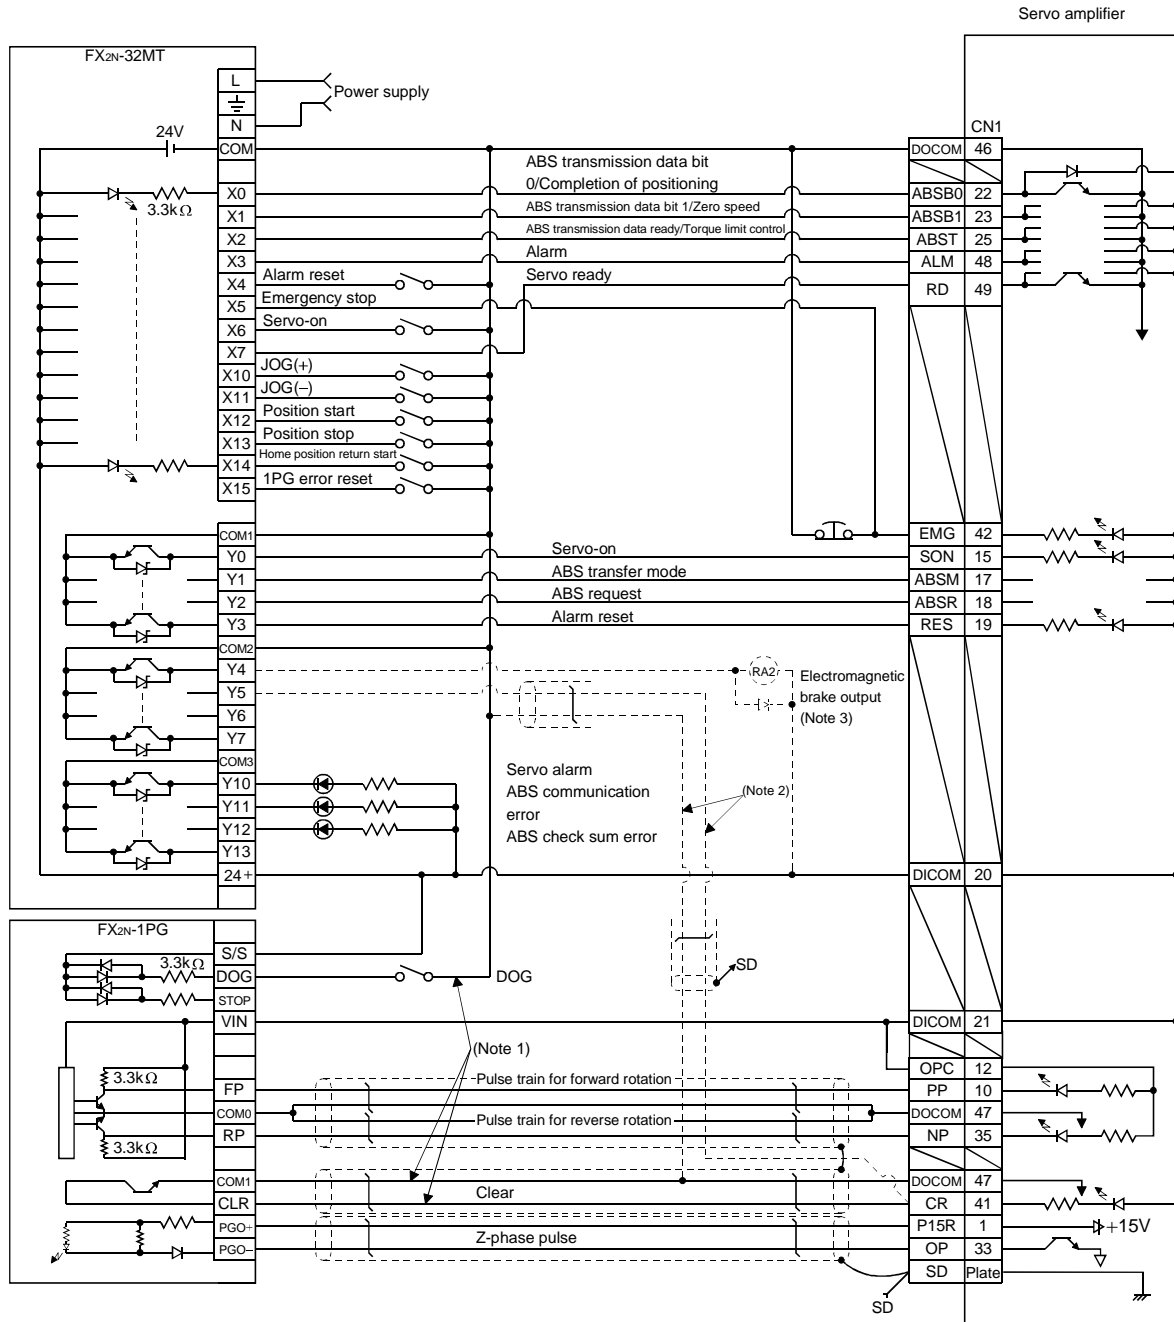 Servo amplifier
FX2N-32MT
L
Power supply
N
24V
CN1
COM
DOCOM 46
ABS transmission data bit
0/Completion of positioning
X0
ABSB0 22
3.3kΩ
ABS transmission data bit 1/Zero speed
X1
ABSB1 23
ABS transmission data ready/Torque limit control
X2
ABST 25
X3
Alarm
ALM 48
X4
Alarm reset
Servo ready
RD 49
X5
Emergency stop
X6
Servo-on
X7
X10
JOG(+)
X11
JOG(–)
X12
Position start
X13
Position stop
X14
Home position return start
X15
1PG error reset
COM1
EMG 42
Y0
Servo-on
SON 15
Y1
ABS transfer mode
ABSM 17
Y2
ABS request
ABSR 18
Y3
Alarm reset
RES 19
COM2
Y4
RA2
Electromagnetic
brake output
(Note 3)
Y5
Y6
Y7
COM3
Servo alarm
ABS communication
error
ABS check sum error
(Note 2)
Y10
Y11
Y12
Y13
24+
DICOM 20
FX2N-1PG
S/S
3.3kΩ
DOG
DOG
SD
STOP
VIN
DICOM 21
(Note 1)
OPC 12
3.3kΩ
FP
Pulse train for forward rotation
PP 10
COM0
DOCOM 47
Pulse train for reverse rotation
RP
NP 35
3.3kΩ
COM1
DOCOM 47
CLR
Clear
CR 41
PGO+
P15R 1
+15V
Z-phase pulse
PGO–
OP 33
SD Plate
SD